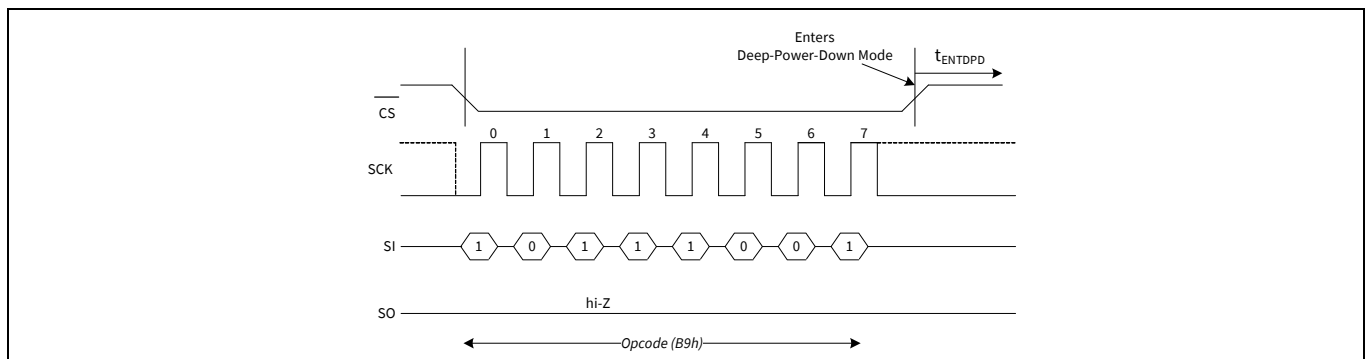 Enters
Deep-Power-Down Mode
tENTDPD
CS
0 1 2 3 4 5 6 7
SCK
SI 1 0 1 1 1 0 0 1
hi-Z
SO
Opcode (B9h)